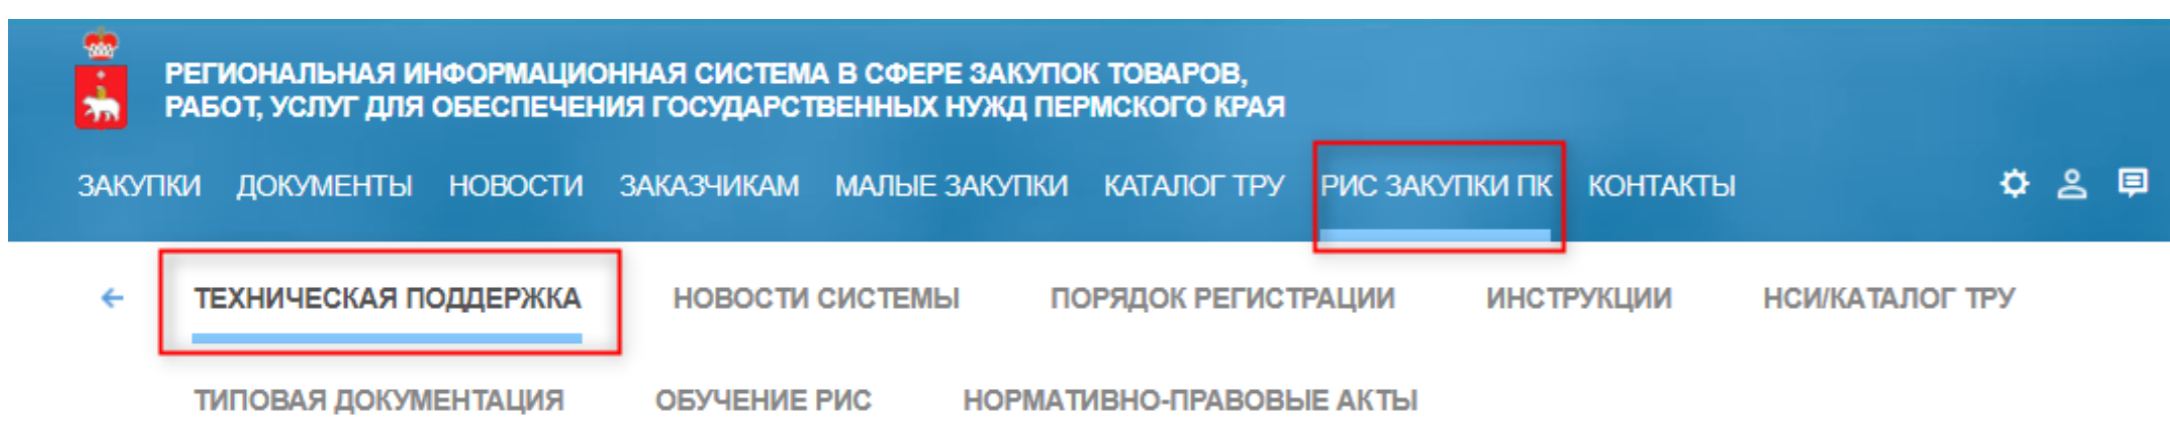 РЕГИОНАЛЬНАЯ ИНФОРМАЦИОННАЯ СИСТЕМА В СФЕРЕ ЗАКУПОК ТОВАРОВ,
РАБОТ, УСЛУГ ДЛЯ ОБЕСПЕЧЕНИЯ ГОСУДАРСТВЕННЫХ НУЖД ПЕРМСКОГО КРАЯ
ЗАКУПКИ ДОКУМЕНТЫ НОВОСТИ ЗАКАЗЧИКАМ МАЛЫЕ ЗАКУПКИ КАТАЛОГ ТРУ РИС ЗАКУПКИ ПК КОНТАКТЫ
ТЕХНИЧЕСКАЯ ПОДДЕРЖКА НОВОСТИ СИСТЕМЫ ПОРЯДОК РЕГИСТРАЦИИ ИНСТРУКЦИИ НСИ/КАТАЛОГ ТРУ
ТИПОВАЯ ДОКУМЕНТАЦИЯ ОБУЧЕНИЕ РИС НОРМАТИВНО-ПРАВОВЫЕ АКТЫ